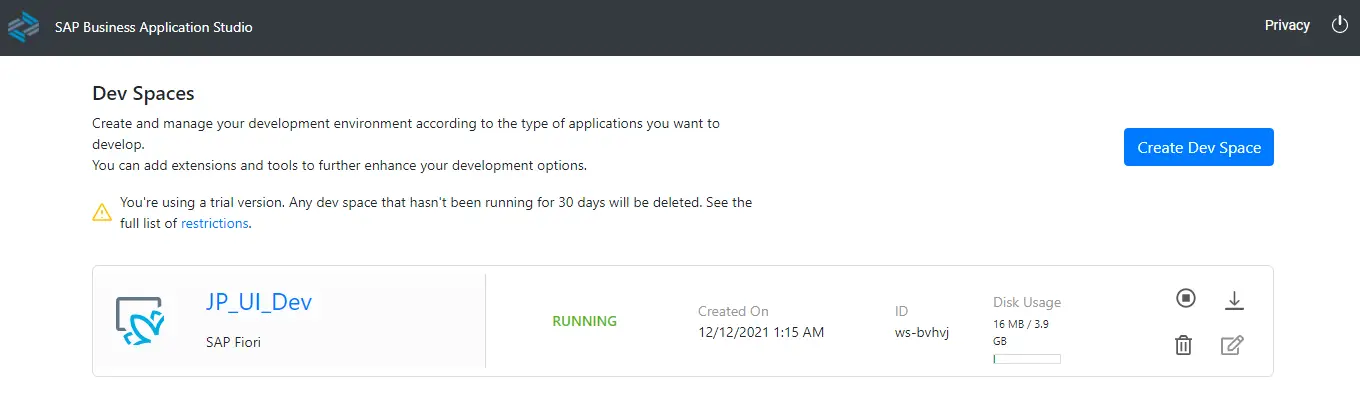 SAP Business Application Studio
Privacy
Dev Spaces
Create and manage your development environment according to the type of applications you want to
develop.
You can add extensions and tools to further enhance your development options.
Create Dev Space
You're using a trial version. Any dev space that hasn't been running for 30 days will be deleted. See the
full list of restrictions.
JP_UI_Dev
SAP Fiori
RUNNING
Created On
12/12/2021 1:15 AM
ID
ws-bvhvj
Disk Usage
16 MB / 3.9
GB